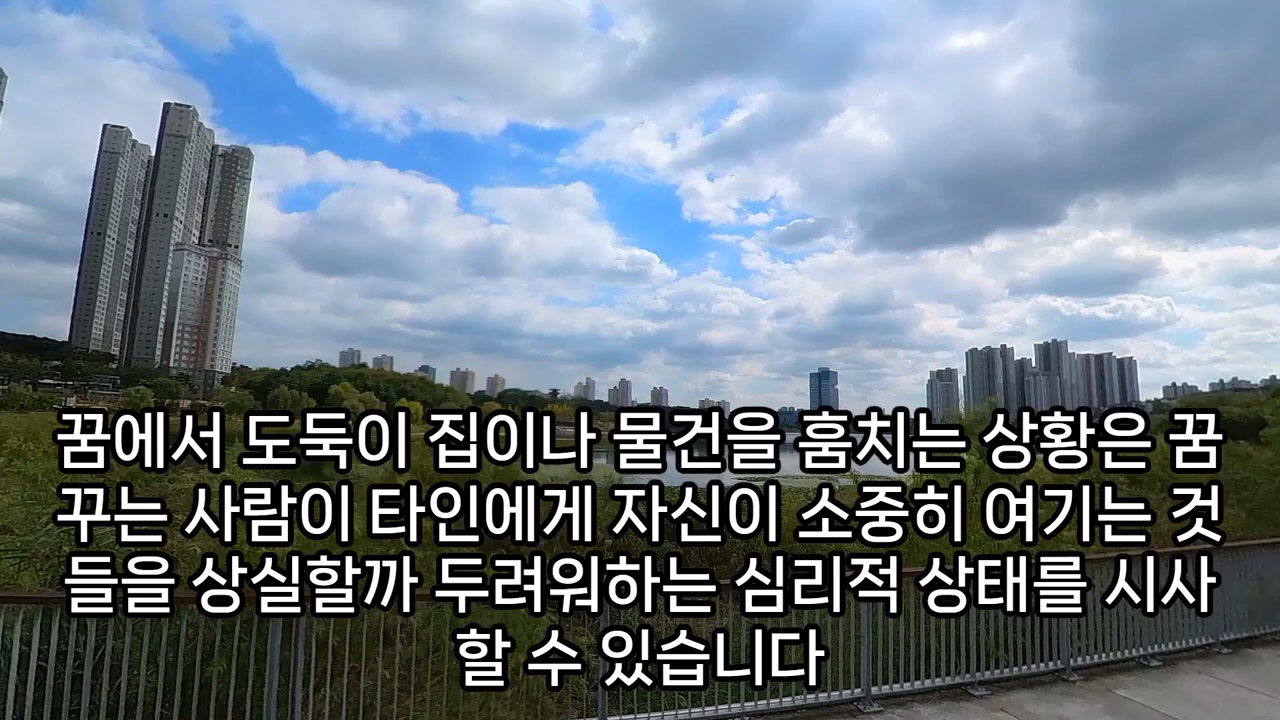 꿈에서 도둑이 집이나 물건을 훔치는 상황은 꿈
꾸는 사람이 타인에게 자신이 소중히 여기는 것
들을 상실할까 두려워하는 심리적 상태를 시사
할 수 있습니다